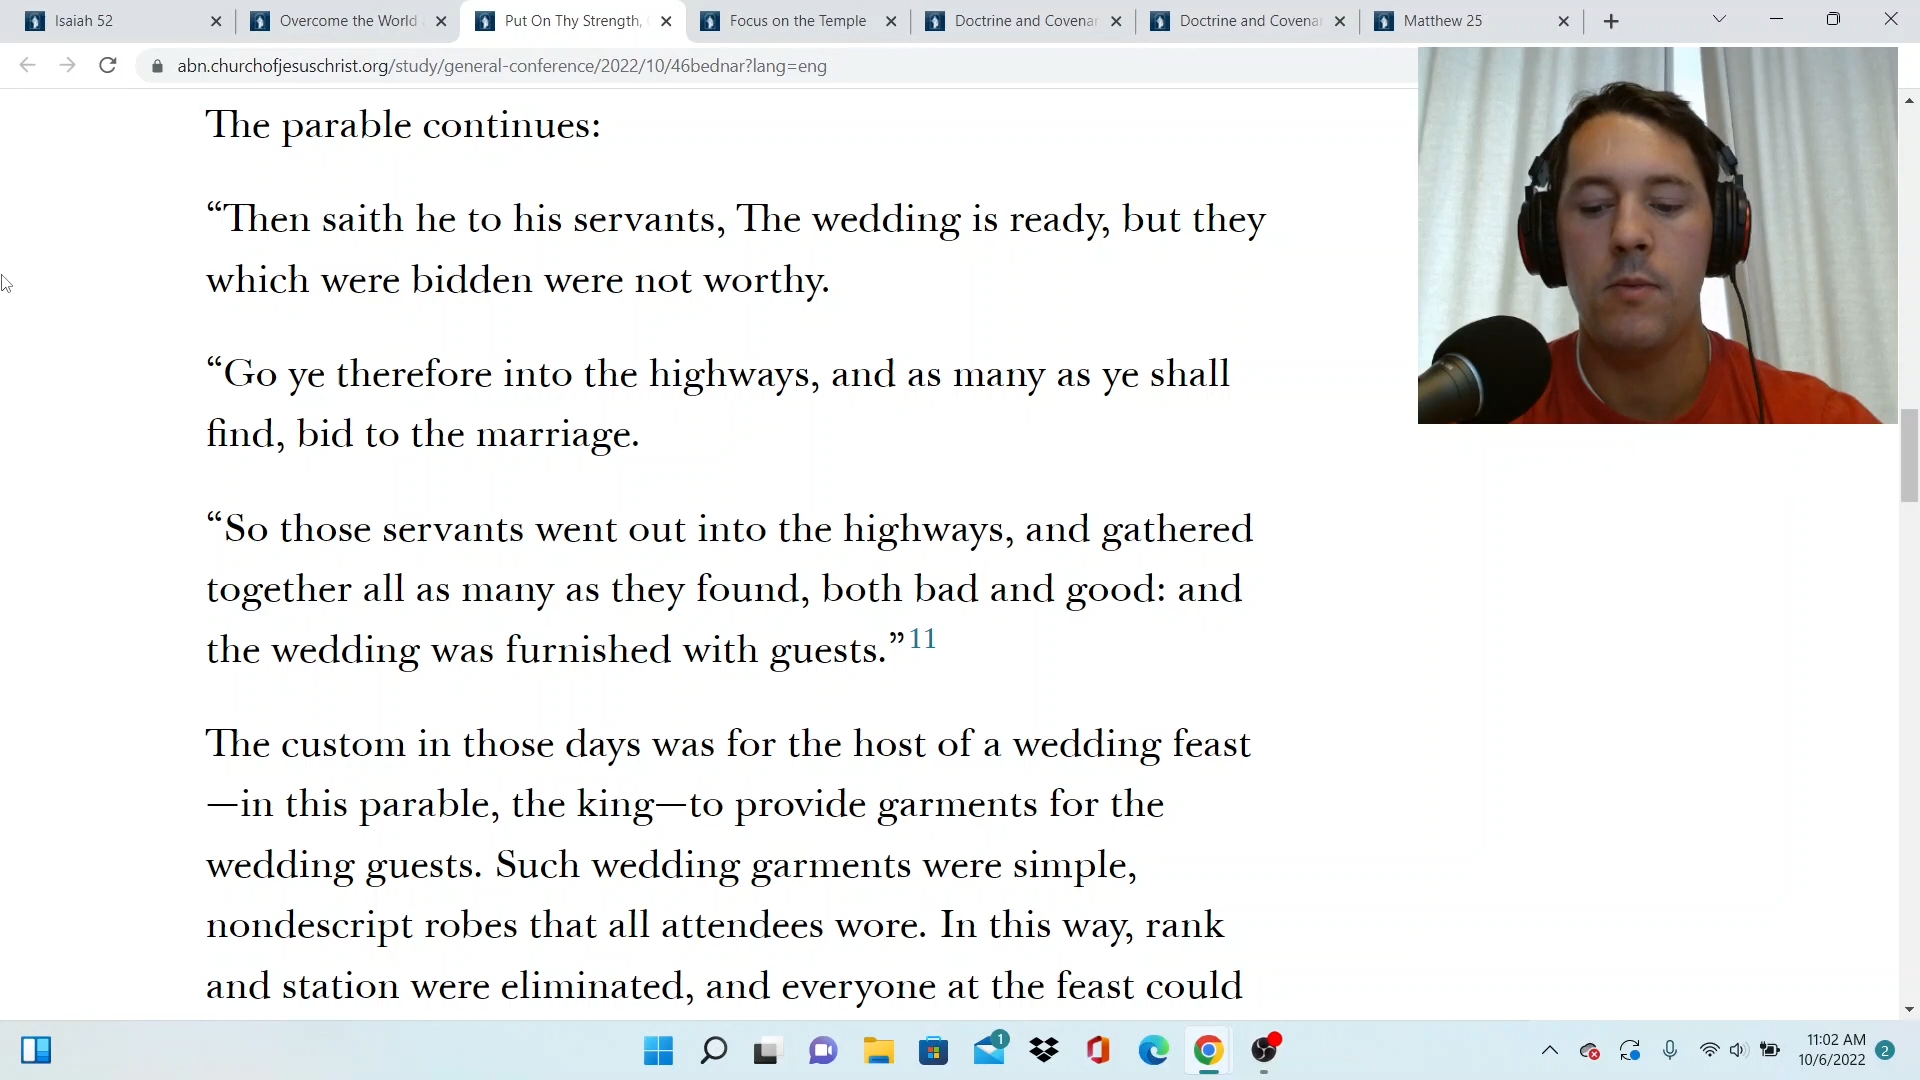 Isaiah 52
Overcome the World
Put On Thy Strength,
Focus on the Temple
Doctrine and Covena
Doctrine and Covena
Matthew 25
abn.churchofjesuschrist.org/study/general-conference/2022/10/46bednar?lang=eng
The parable continues:
“Then saith he to his servants, The wedding is ready, but they
which were bidden were not worthy.
“Go ye therefore into the highways, and as many as ye shall
find, bid to the marriage.
“So those servants went out into the highways, and gathered
together all as many as they found, both bad and good: and
the wedding was furnished with guests.”11
The custom in those days was for the host of a wedding feast
—in this parable, the king—to provide garments for the
wedding guests. Such wedding garments were simple,
nondescript robes that all attendees wore. In this way, rank
and station were eliminated, and everyone at the feast could
1
11:02 AM
10/6/2022
2